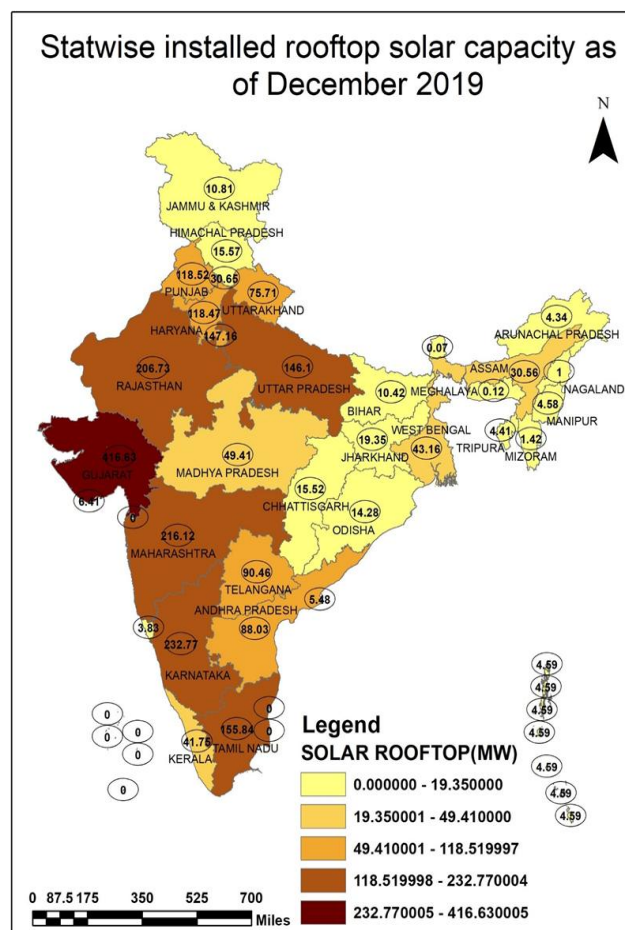 Statwise installed rooftop solar capacity as
of December 2019
N
10.81
JAMMU & KASHMIR
HIMACHAL PRADESH
15.57
118.52
30.65
PUNJAB
75.71
UTTARAKHAND
118.47
HARYANA
147.16
4.34
ARUNACHAL PRADESH
0.07
206.73
RAJASTHAN
146.1
UTTAR PRADESH
ASSAM
30.56
1
NAGALAND
10.42
BIHAR
MEGHALAYA
0.12
4.58
MANIPUR
WEST BENGAL
4.41
TRIPURA
1.42
MIZORAM
416.63
GUJARAT
49.41
MADHYA PRADESH
19.35
JHARKHAND
43.16
6.41
0
15.52
CHHATTISGARH
14.28
ODISHA
216.12
MAHARASHTRA
90.46
TELANGANA
ANDHRA PRADESH
5.48
3.83
88.03
232.77
KARNATAKA
0
0
0
0
0
0
0
41.75
KERALA
155.84
TAMIL NADU
4.59
4.59
4.59
4.59
4.59
4.59
4.59
Legend
SOLAR ROOFTOP(MW)
0.000000 - 19.350000
19.350001 - 49.410000
49.410001 - 118.519997
118.519998 - 232.770004
232.770005 - 416.630005
0 87.5 175 350 525 700
Miles